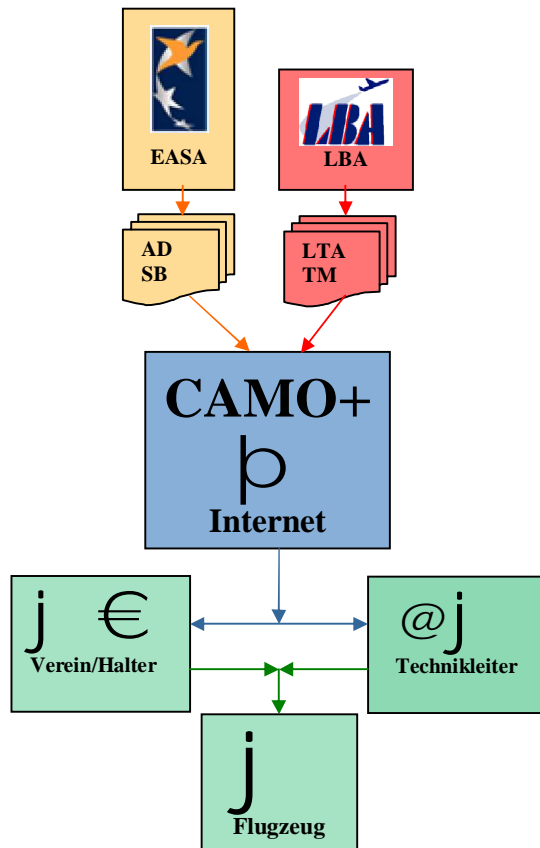 EASA
LBA
LBA
AD
SB
LTA
TM
CAMO+
þ
Internet
j €
Verein/Halter
@j
Technikleiter
j
Flugzeug